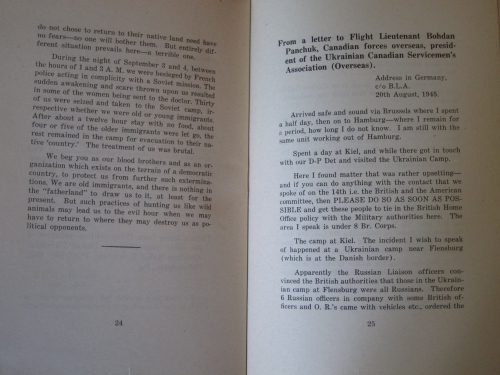 do not chose to return to their native land need have
no fears—so one will bother them. But entirely dif-
ferent situation prevails here—a terrible one.
During the night of September 3 and 4, between
the hours of 1 and 3 A. M. we were besieged by French
police acting in complicity with a Soviet mission. The
sudden awakening and scare thrown upon us resulted
in some of the women being sent to the doctor. Thirty
of us were seized and taken to the Soviet camp, ir-
respective whether we were old or young immigrants.
After about a twelve hour stay with no food, about
four or five of the older immigrants were let go, the
rest remained in the camp for evacuation to their na-
tive 'country.' The treatment of us was brutal.
We beg you as our blood brothers and as an or-
ganization which exists on the terrain of a democratic
country, to protect us from further such extermina-
tions. We are old immigrants, and there is nothing in
the "fatherland" to draw us to it, at least for the
present. But such practices of hunting us like wild
animals may lead us to the evil hour when we may
have to return to where they may destroy us as po-
litical opponents.
24
From a letter to Flight Lieutenant Bohdan
Panchuk, Canadian forces overseas, presid-
ent of the Ukrainian Canadian Servicemen's
Association (Overseas).
Address in Germany,
c/o B.L.A.
20th August, 1945.
Arrived safe and sound via Brussels where I spent
a half day, then on to Hamburg—where I remain for
a period, how long I do not know. I am still with the
same unit working out of Hamburg.
Spent a day at Kiel, and while there got in touch
with our D-P Det and visited the Ukrainian Camp.
Here I found matter that was rather upsetting—
and if you can do anything with the contact that we
spoke of on the 14th i.e. the British and the American
committee, then PLEASE DO SO AS SOON AS POS-
SIBLE and get these people to tie in the British Home
Office policy with the Military authorities here. The
area I speak is under 8 Br. Corps.
The camp at Kiel. The incident I wish to speak
of happened at a Ukrainian camp near Flensburg
(which is at the Danish border).
Apparently the Russian Liaison officers con-
vinced the British authorities that those in the Ukrain-
ian camp at Flensburg were all Russians. Therefore
6 Russian officers in company with some British of-
ficers and O. R.'s came with vehicles etc., ordered the
25